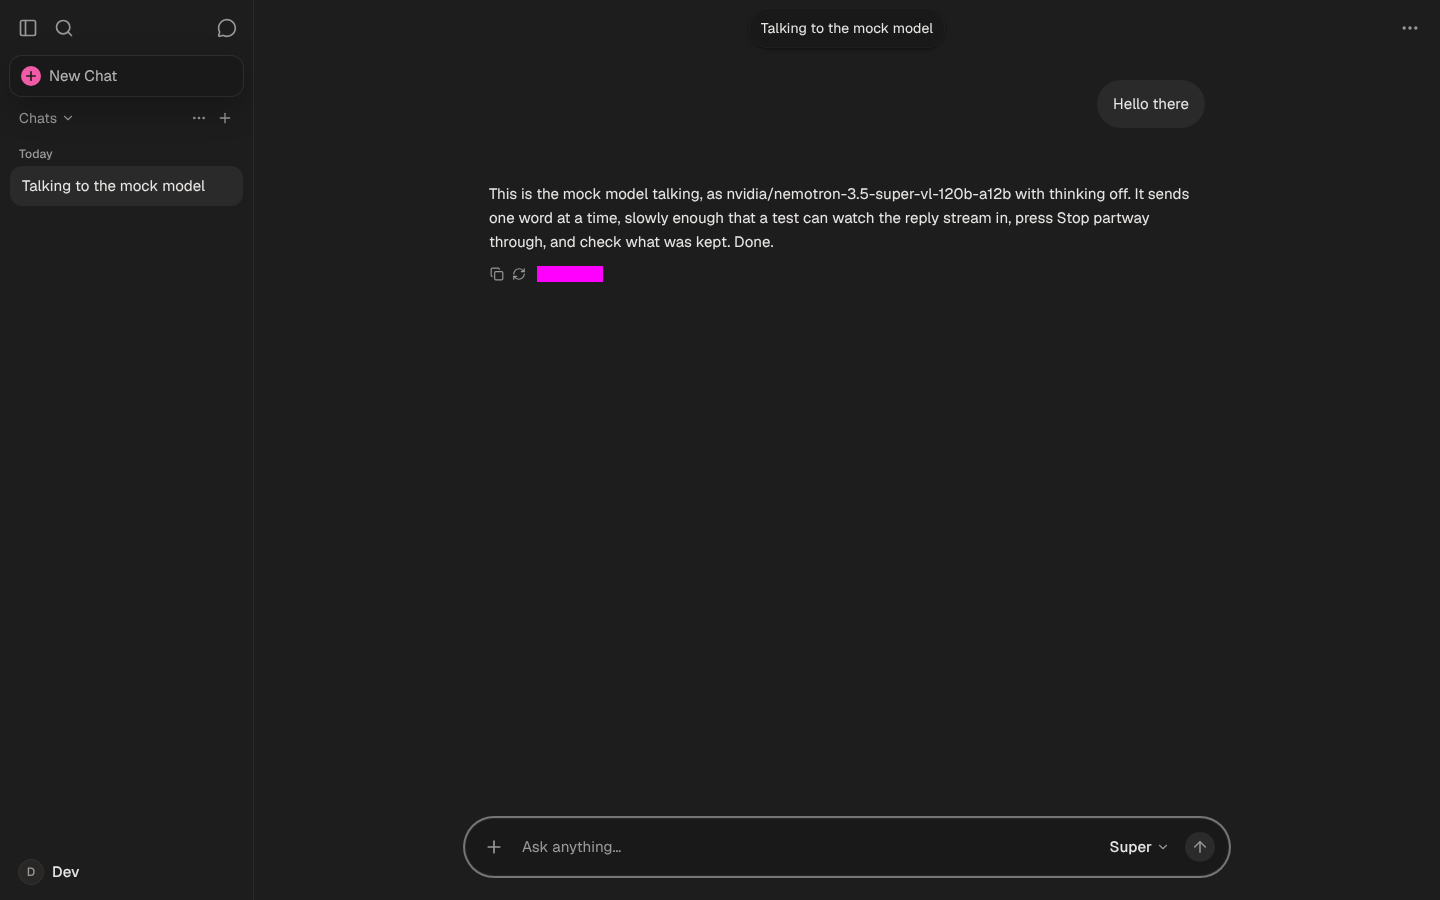 Talking to the mock model
New Chat
Chats
Today
Talking to the mock model
Hello there
This is the mock model talking, as nvidia/nemotron-3.5-super-vl-120b-a12b with thinking off. It sends
one word at a time, slowly enough that a test can watch the reply stream in, press Stop partway
through, and check what was kept. Done.
Ask anything...
Super
D
Dev